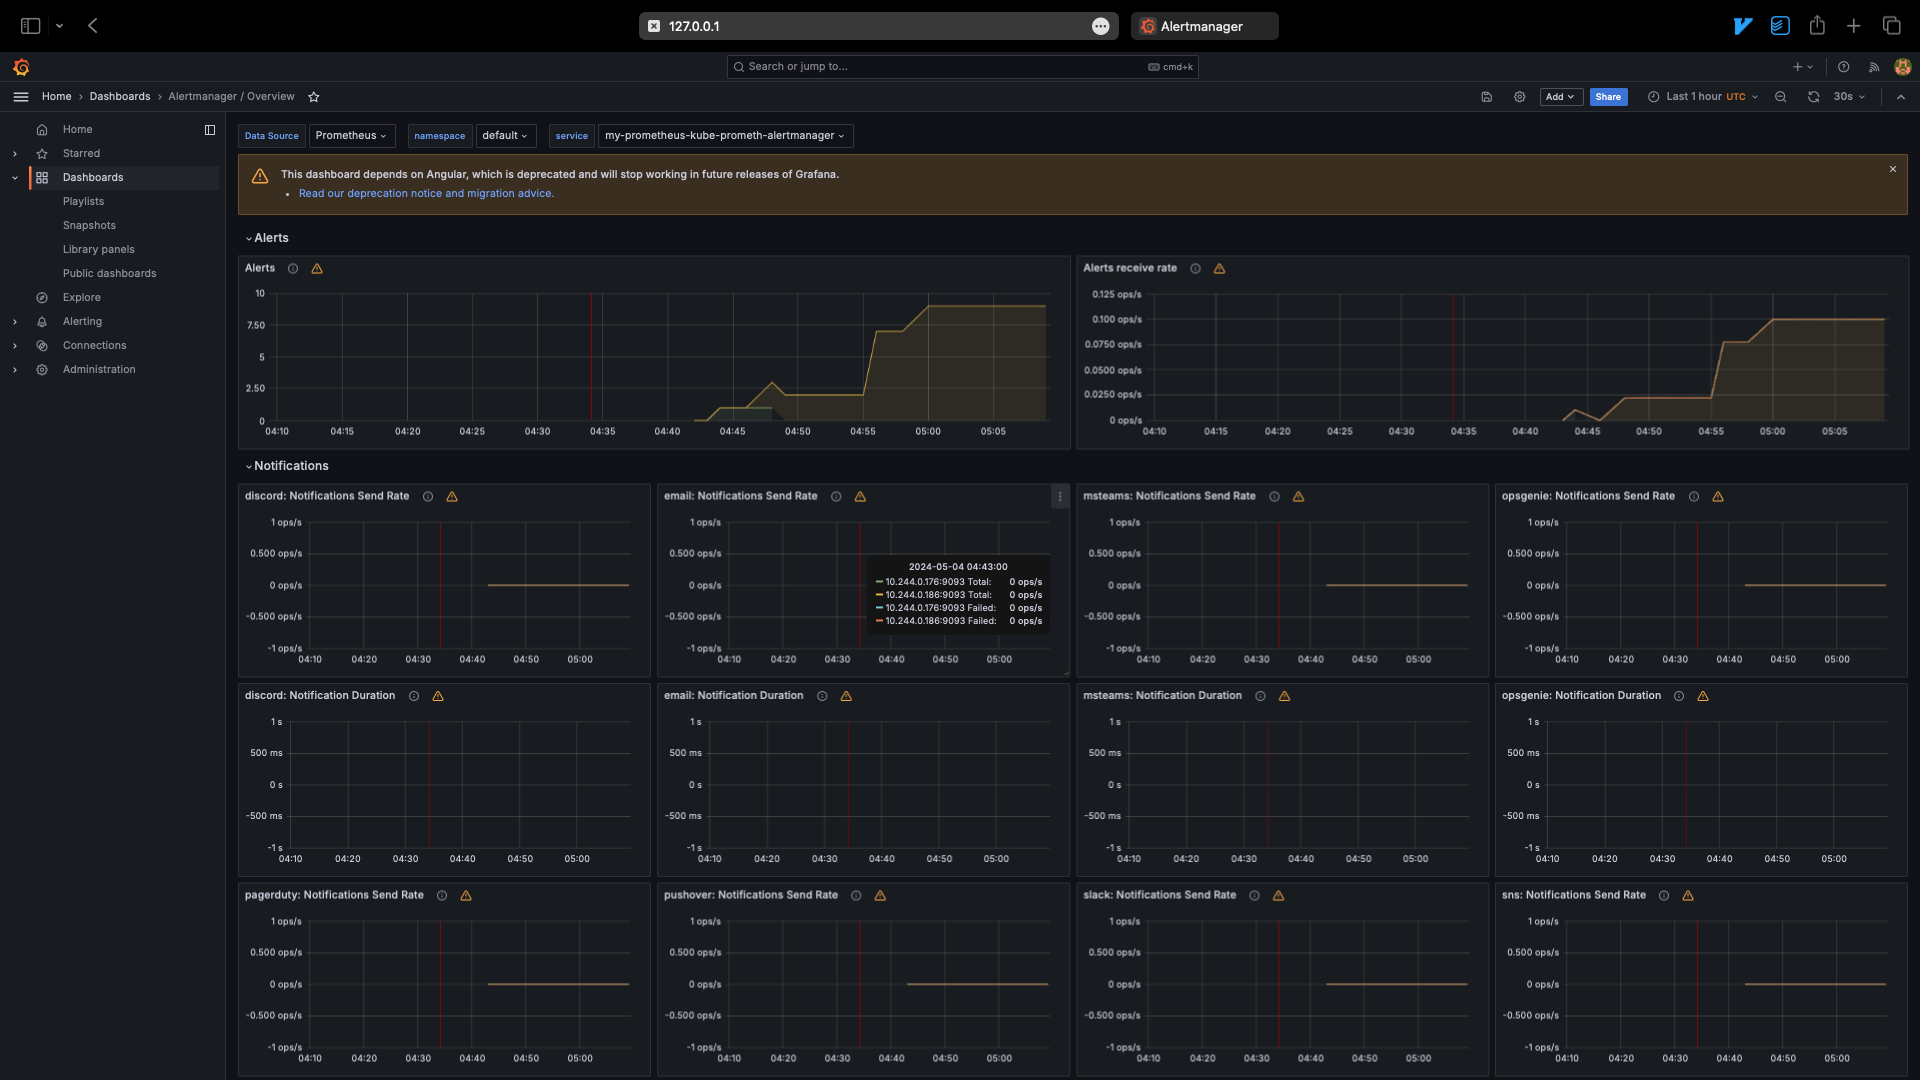 127.0.0.1
Alertmanager
Search or jump to...
cmd+k
Home › Dashboards › Alertmanager / Overview
Add
Share
Last 1 hour UTC
30s
Home
Starred
Dashboards
Playlists
Snapshots
Library panels
Public dashboards
Explore
Alerting
Connections
Administration
Data Source Prometheus
namespace default
service my-prometheus-kube-prometh-alertmanager
This dashboard depends on Angular, which is deprecated and will stop working in future releases of Grafana.
• Read our deprecation notice and migration advice.
Alerts
Alerts
10
7.50
5
2.50
0
04:10 04:15 04:20 04:25 04:30 04:35 04:40 04:45 04:50 04:55 05:00 05:05
Alerts receive rate
0.125 ops/s
0.100 ops/s
0.0750 ops/s
0.0500 ops/s
0.0250 ops/s
0 ops/s
04:10 04:15 04:20 04:25 04:30 04:35 04:40 04:45 04:50 04:55 05:00 05:05
Notifications
discord: Notifications Send Rate
1 ops/s
0.500 ops/s
0 ops/s
-0.500 ops/s
-1 ops/s
04:10 04:20 04:30 04:40 04:50 05:00
email: Notifications Send Rate
1 ops/s
0.500 ops/s
0 ops/s
-0.500 ops/s
-1 ops/s
04:10 04:20 04:30 04:40 04:50 05:00
2024-05-04 04:43:00
10.244.0.176:9093 Total: 0 ops/s
10.244.0.186:9093 Total: 0 ops/s
10.244.0.176:9093 Failed: 0 ops/s
10.244.0.186:9093 Failed: 0 ops/s
msteams: Notifications Send Rate
1 ops/s
0.500 ops/s
0 ops/s
-0.500 ops/s
-1 ops/s
04:10 04:20 04:30 04:40 04:50 05:00
opsgenie: Notifications Send Rate
1 ops/s
0.500 ops/s
0 ops/s
-0.500 ops/s
-1 ops/s
04:10 04:20 04:30 04:40 04:50 05:00
discord: Notification Duration
1 s
500 ms
0 s
-500 ms
-1 s
04:10 04:20 04:30 04:40 04:50 05:00
email: Notification Duration
1 s
500 ms
0 s
-500 ms
-1 s
04:10 04:20 04:30 04:40 04:50 05:00
msteams: Notification Duration
1 s
500 ms
0 s
-500 ms
-1 s
04:10 04:20 04:30 04:40 04:50 05:00
opsgenie: Notification Duration
1 s
500 ms
0 s
-500 ms
-1 s
04:10 04:20 04:30 04:40 04:50 05:00
pagerduty: Notifications Send Rate
1 ops/s
0.500 ops/s
0 ops/s
-0.500 ops/s
-1 ops/s
04:10 04:20 04:30 04:40 04:50 05:00
pushover: Notifications Send Rate
1 ops/s
0.500 ops/s
0 ops/s
-0.500 ops/s
-1 ops/s
04:10 04:20 04:30 04:40 04:50 05:00
slack: Notifications Send Rate
1 ops/s
0.500 ops/s
0 ops/s
-0.500 ops/s
-1 ops/s
04:10 04:20 04:30 04:40 04:50 05:00
sns: Notifications Send Rate
1 ops/s
0.500 ops/s
0 ops/s
-0.500 ops/s
-1 ops/s
04:10 04:20 04:30 04:40 04:50 05:00